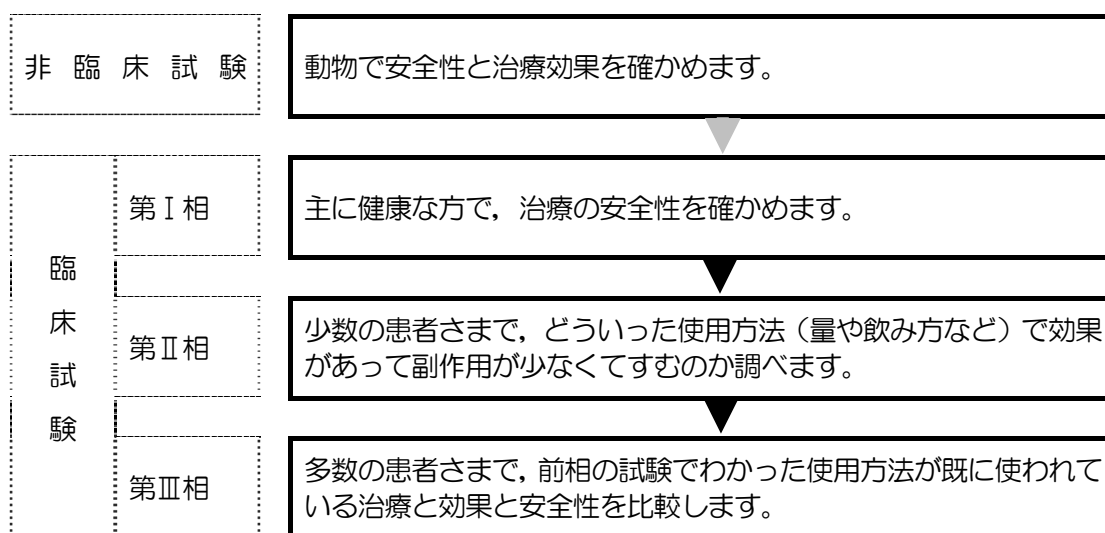 非臨床試験
動物で安全性と治療効果を確かめます。
臨床試験
第Ⅰ相
主に健康な方で，治療の安全性を確かめます。
第Ⅱ相
少数の患者さまで，どういった使用方法（量や飲み方など）で効果
があって副作用が少なくてすむのか調べます。
第Ⅲ相
多数の患者さまで，前相の試験でわかった使用方法が既に使われて
いる治療と効果と安全性を比較します。